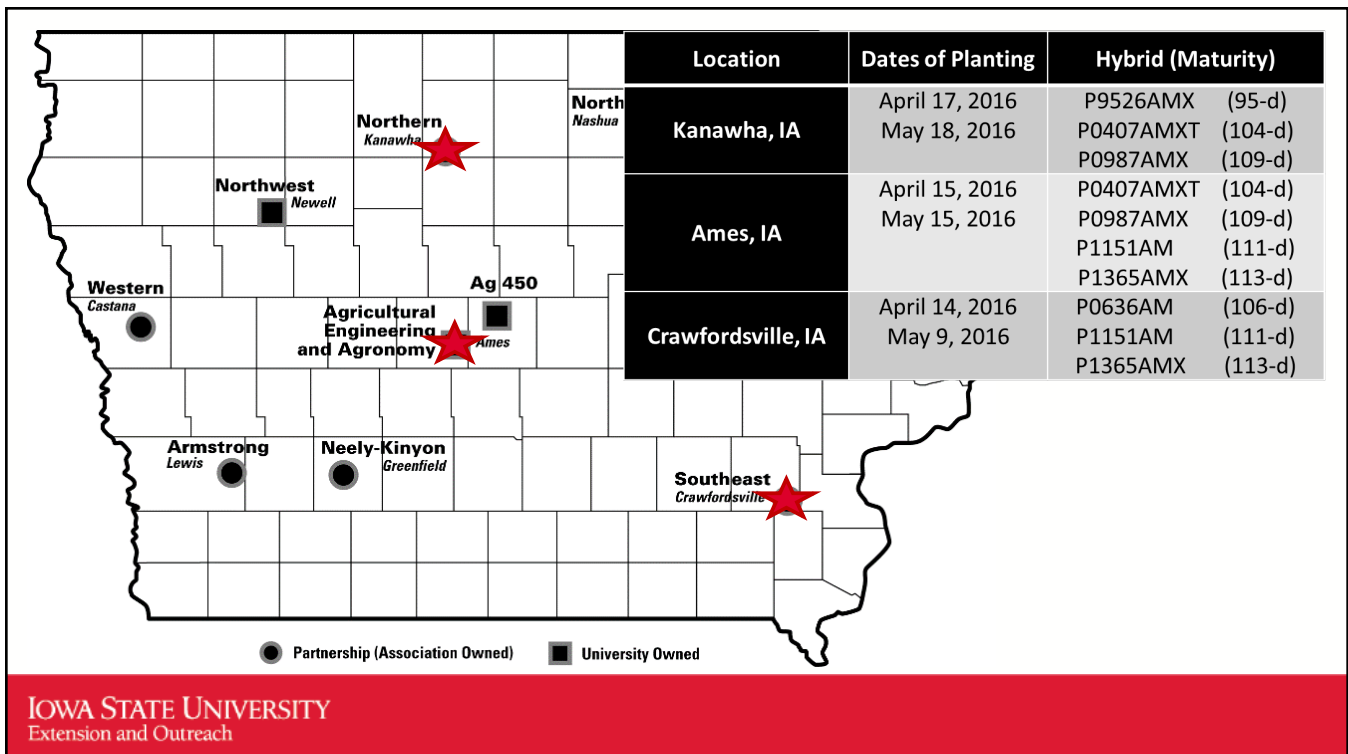 Northern
Kanawha
North
Nashua
Northwest
Newell
Western
Castana
Ag 450
Agricultural
Engineering
and Agronomy
Ames
Armstrong
Lewis
Neely-Kinyon
Greenfield
Southeast
Crawfordsville
Location Dates of Planting Hybrid (Maturity)
Kanawha, IA
April 17, 2016
May 18, 2016
P9526AMX (95-d)
P0407AMXT (104-d)
P0987AMX (109-d)
Ames, IA
April 15, 2016
May 15, 2016
P0407AMXT (104-d)
P0987AMX (109-d)
P1151AM (111-d)
P1365AMX (113-d)
Crawfordsville, IA
April 14, 2016
May 9, 2016
P0636AM (106-d)
P1151AM (111-d)
P1365AMX (113-d)
Partnership (Association Owned) University Owned
IOWA STATE UNIVERSITY
Extension and Outreach